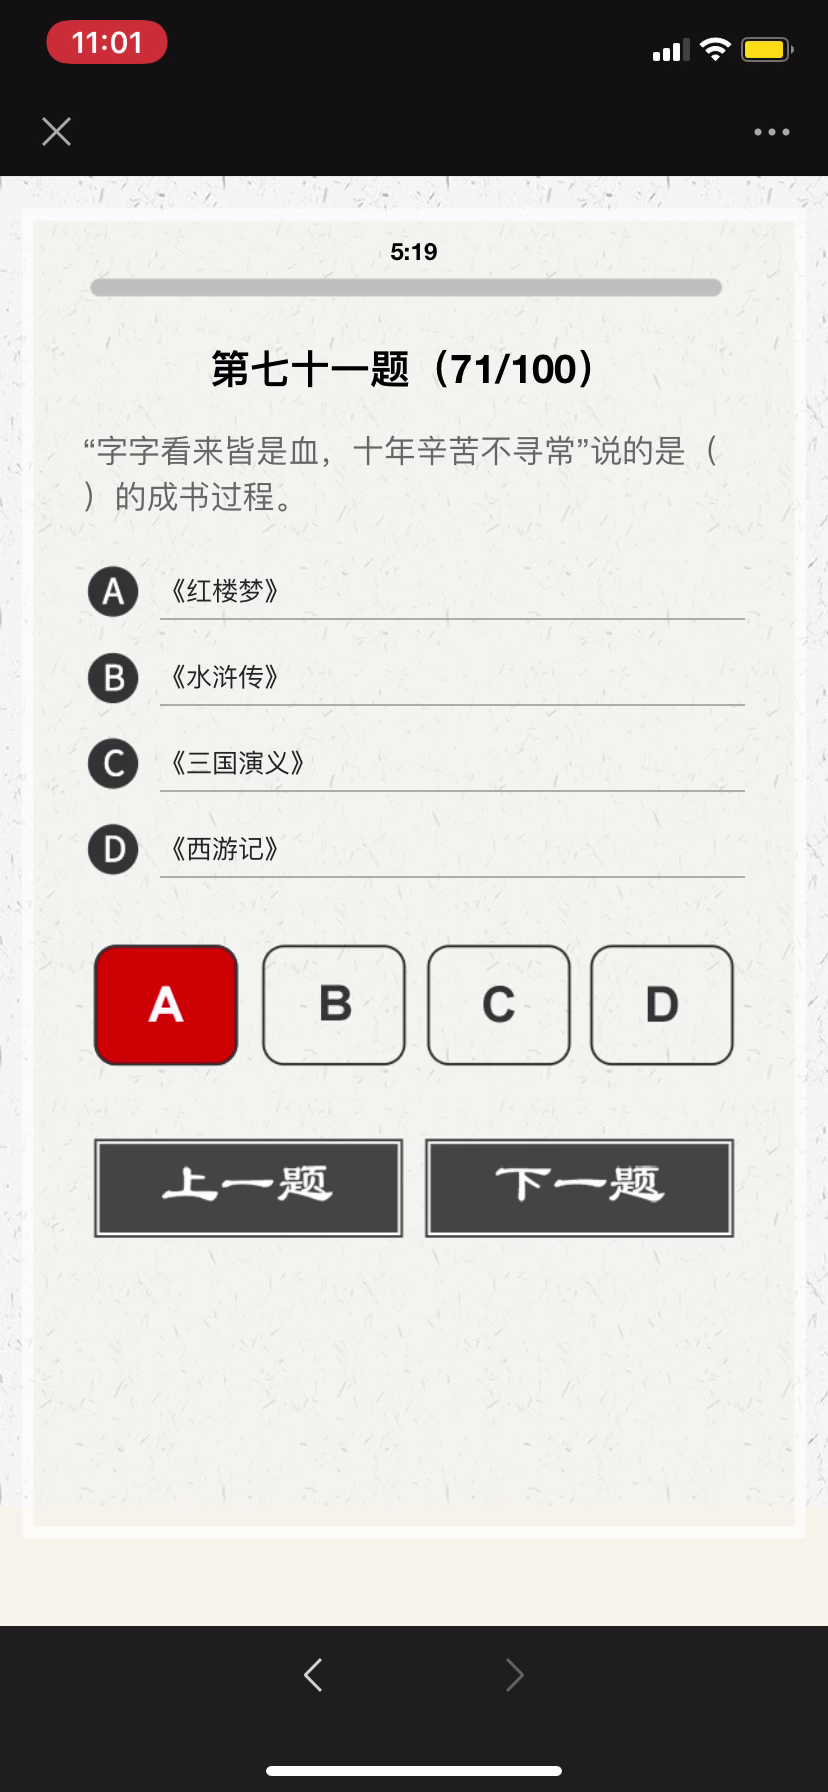 11:01
5:19
第七十一题（71/100）
“字字看来皆是血，十年辛苦不寻常”说的是（
）的成书过程。
A 《红楼梦》
B 《水浒传》
C 《三国演义》
D 《西游记》
A B C D
上一题 下一题